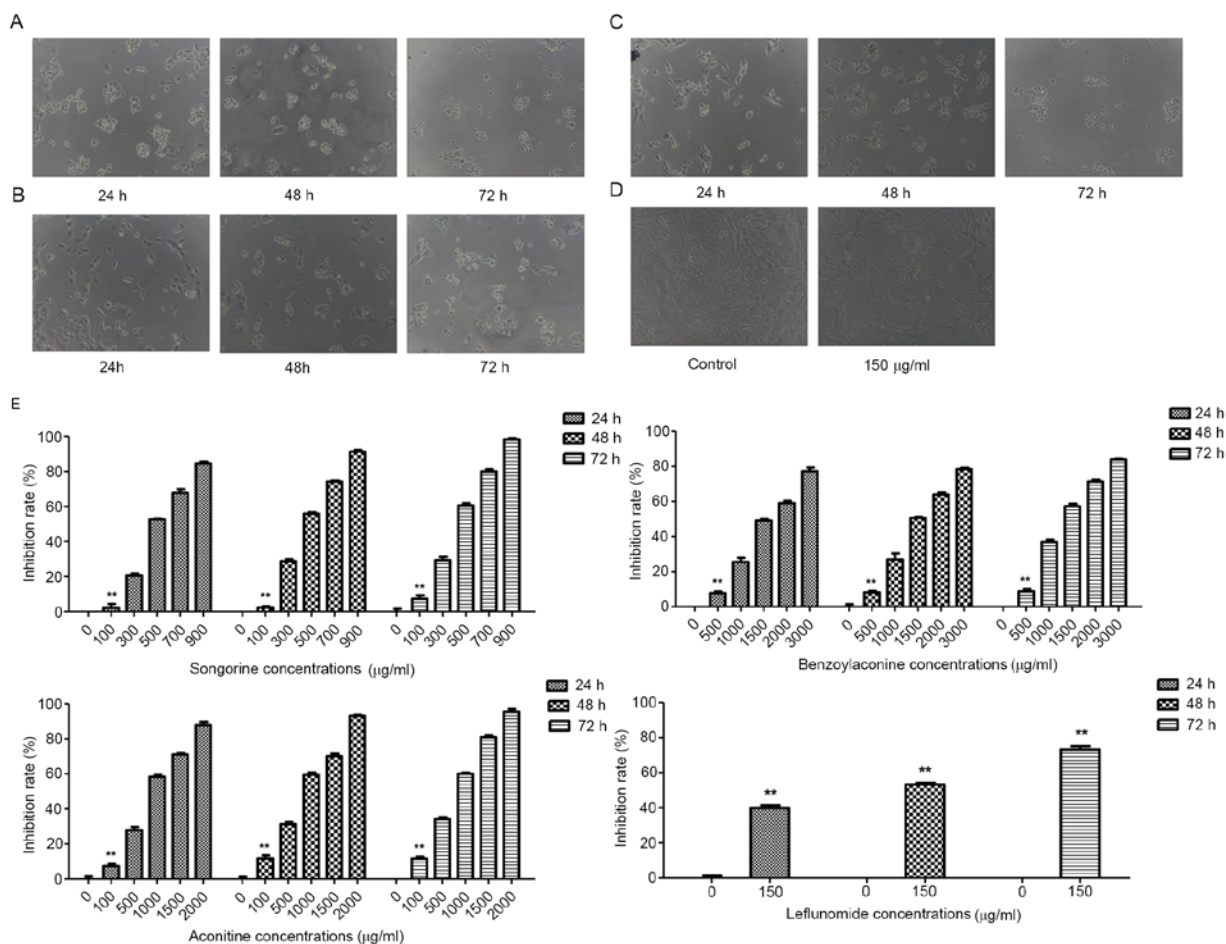 A
24 h 48 h 72 h
B
24h 48h 72 h
C
24 h 48 h 72 h
D
Control 150 μg/ml
E
24 h
48 h
72 h
100
80
60
40
20
0
Inhibition rate (%)
**
**
**
0 100 300 500 700 900 0 100 300 500 700 900 0 100 300 500 700 900
Songorine concentrations (μg/ml)
24 h
48 h
72 h
100
80
60
40
20
0
Inhibition rate (%)
**
**
**
0 500 1000 1500 2000 3000 0 500 1000 1500 2000 3000 0 500 1000 1500 2000 3000
Benzoylaconine concentrations (μg/ml)
24 h
48 h
72 h
100
80
60
40
20
0
Inhibition rate (%)
**
**
**
0 100 500 1000 1500 2000 0 100 500 1000 1500 2000 0 100 500 1000 1500 2000
Aconitine concentrations (μg/ml)
24 h
48 h
72 h
100
80
60
40
20
0
Inhibition rate (%)
**
**
**
0 150 0 150 0 150
Leflunomide concentrations (μg/ml)